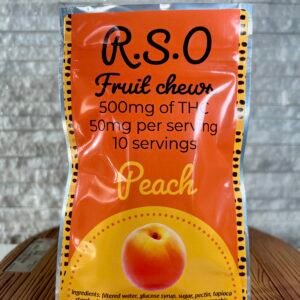 R.S.O
Fruit chews
500mg of THC
50mg per serving
10 servings
Peach
Ingredients: filtered water, glucose syrup, sugar, pectin, tapioca